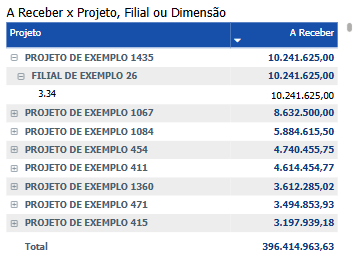 A Receber x Projeto, Filial ou Dimensão
Projeto A Receber
PROJETO DE EXEMPLO 1435 10.241.625,00
FILIAL DE EXEMPLO 26 10.241.625,00
3.34 10.241.625,00
PROJETO DE EXEMPLO 1067 8.632.500,00
PROJETO DE EXEMPLO 1084 5.884.615,50
PROJETO DE EXEMPLO 454 4.740.455,75
PROJETO DE EXEMPLO 411 4.614.454,77
PROJETO DE EXEMPLO 1360 3.612.285,02
PROJETO DE EXEMPLO 471 3.494.853,93
PROJETO DE EXEMPLO 415 3.197.939,18
Total 396.414.963,63